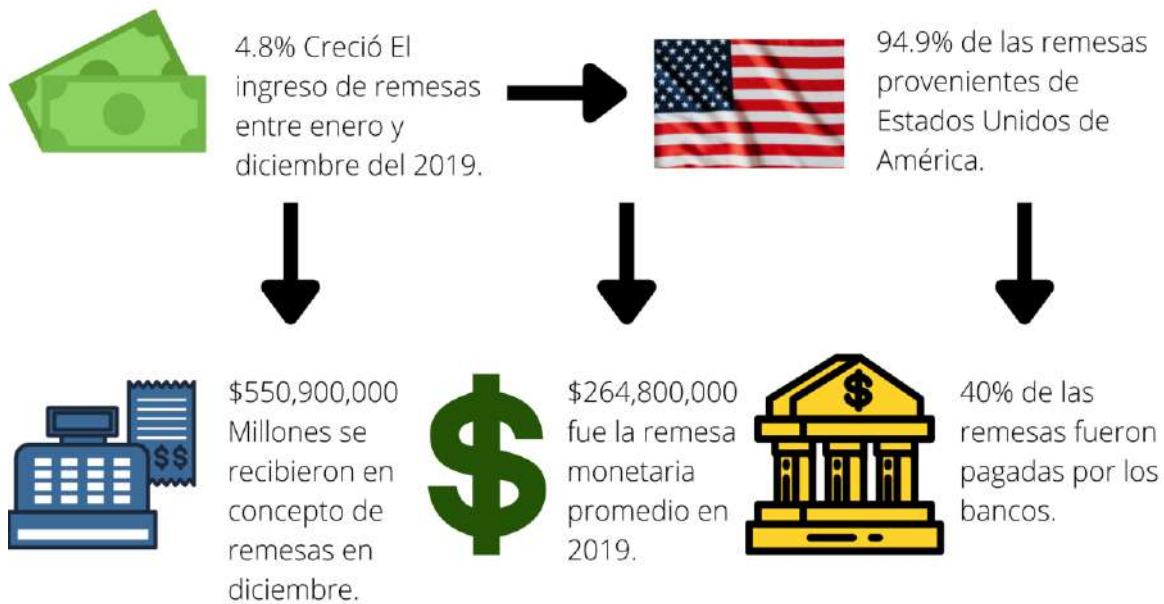 4.8% Creció El
ingreso de remesas
entre enero y
diciembre del 2019.
94.9% de las remesas
provenientes de
Estados Unidos de
América.
$550,900,000
Millones se
recibieron en
concepto de
remesas en
diciembre.
$264,800,000
fue la remesa
monetaria
promedio en
2019.
40% de las
remesas fueron
pagadas por los
bancos.